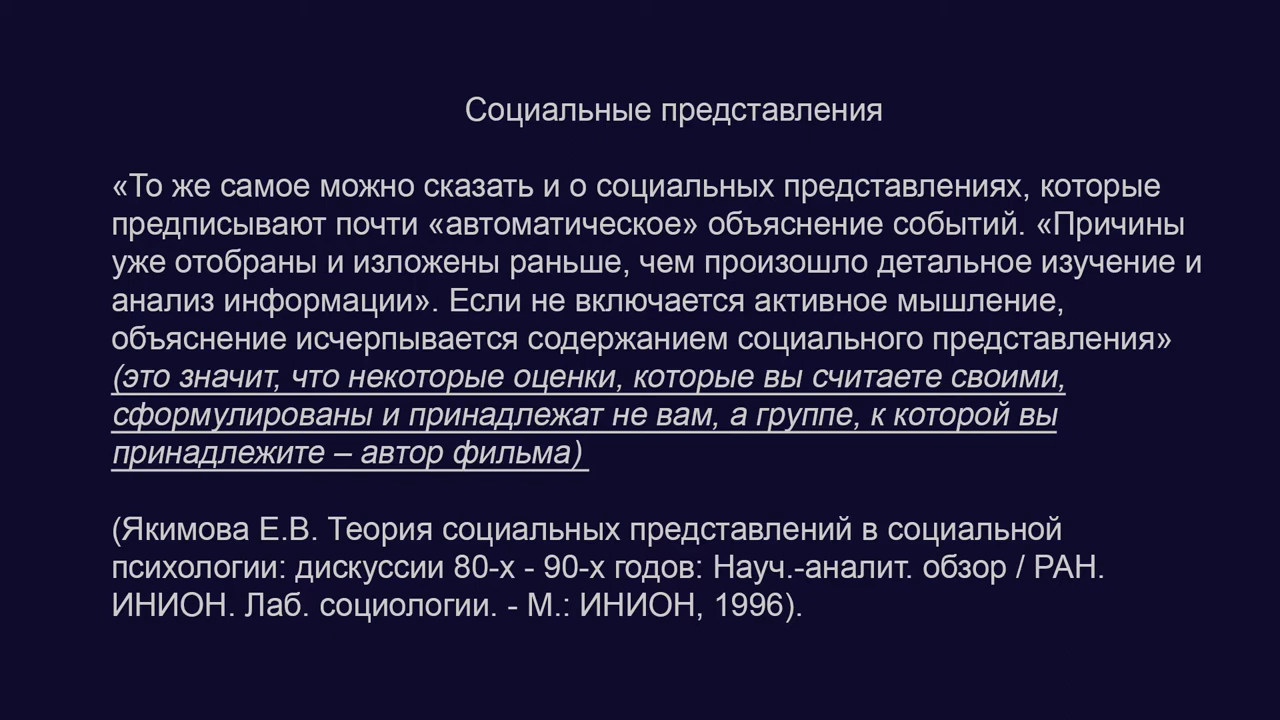 Социальные представления
«То же самое можно сказать и о социальных представлениях, которые
предписывают почти «автоматическое» объяснение событий. «Причины
уже отобраны и изложены раньше, чем произошло детальное изучение и
анализ информации». Если не включается активное мышление,
объяснение исчерпывается содержанием социального представления»
(это значит, что некоторые оценки, которые вы считаете своими,
сформулированы и принадлежат не вам, а группе, к которой вы
принадлежите – автор фильма)
(Якимова Е.В. Теория социальных представлений в социальной
психологии: дискуссии 80-х - 90-х годов: Науч.-аналит. обзор / РАН.
ИНИОН. Лаб. социологии. - М.: ИНИОН, 1996).